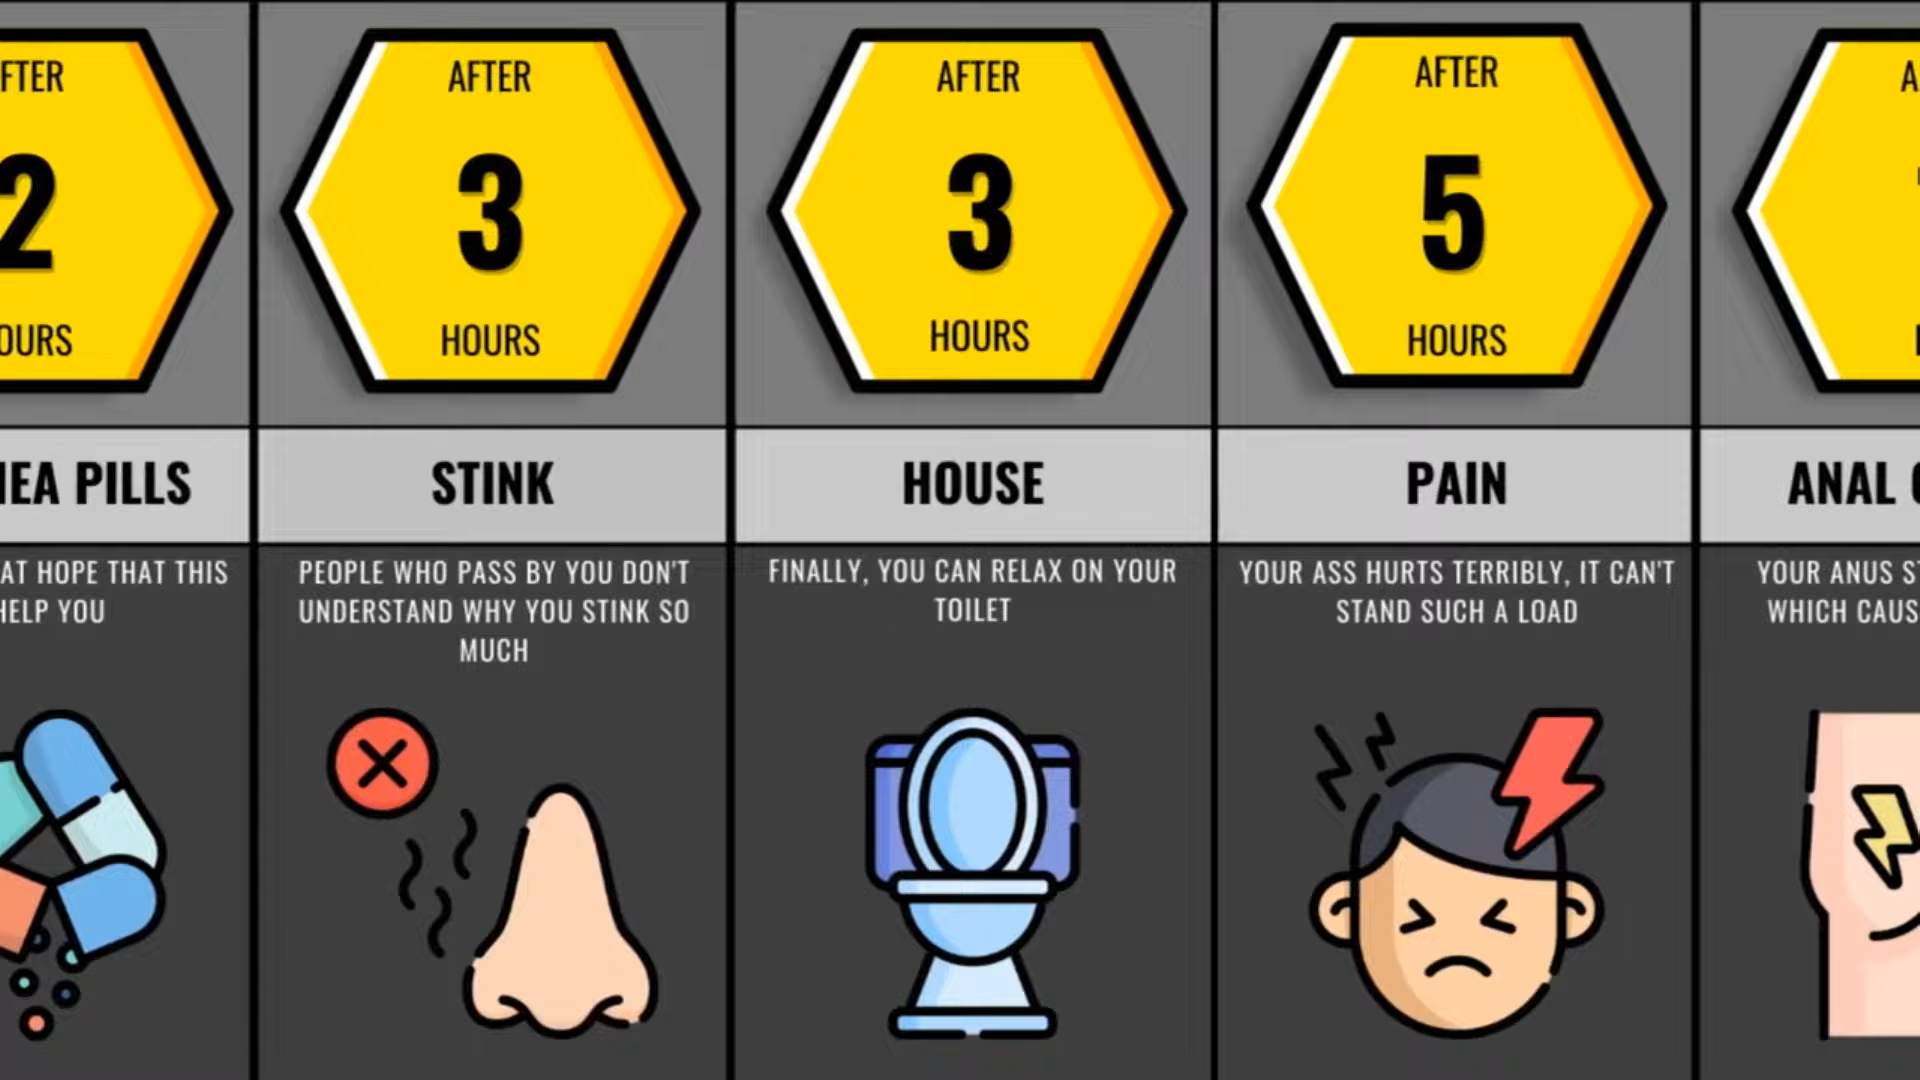 FTER
2
OURS
HEA PILLS
AT HOPE THAT THIS
HELP YOU
AFTER
3
HOURS
STINK
PEOPLE WHO PASS BY YOU DON'T
UNDERSTAND WHY YOU STINK SO
MUCH
AFTER
3
HOURS
HOUSE
FINALLY, YOU CAN RELAX ON YOUR
TOILET
AFTER
5
HOURS
PAIN
YOUR ASS HURTS TERRIBLY, IT CAN'T
STAND SUCH A LOAD
A
ANAL
YOUR ANUS ST
WHICH CAUS